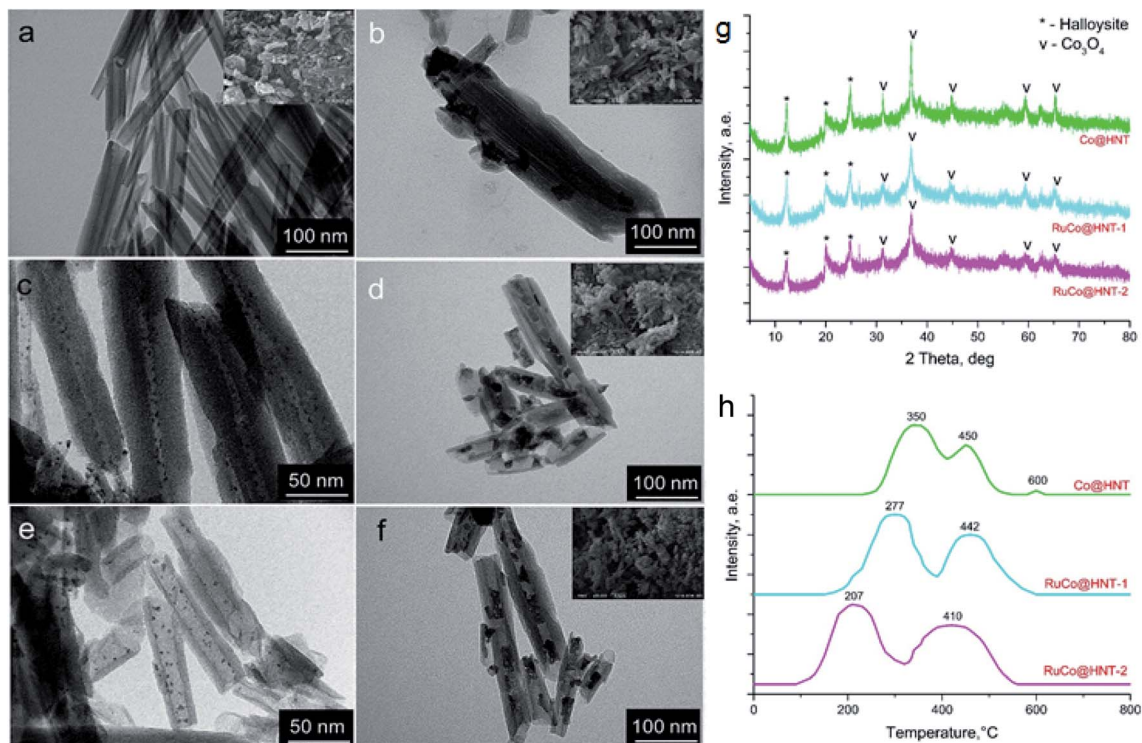 a
100 nm
b
100 nm
c
50 nm
d
100 nm
e
50 nm
f
100 nm
g
* - Halloysite
v - Co₃O₄
Intensity, a.e.
* * * v v v v v
Co@HNT
* * * v v v v v
RuCo@HNT-1
* * * v v v v v
RuCo@HNT-2
10 20 30 40 50 60 70 80
2 Theta, deg
h
Intensity, a.e.
350 450 600
Co@HNT
277 442
RuCo@HNT-1
207 410
RuCo@HNT-2
0 200 400 600 800
Temperature,°C